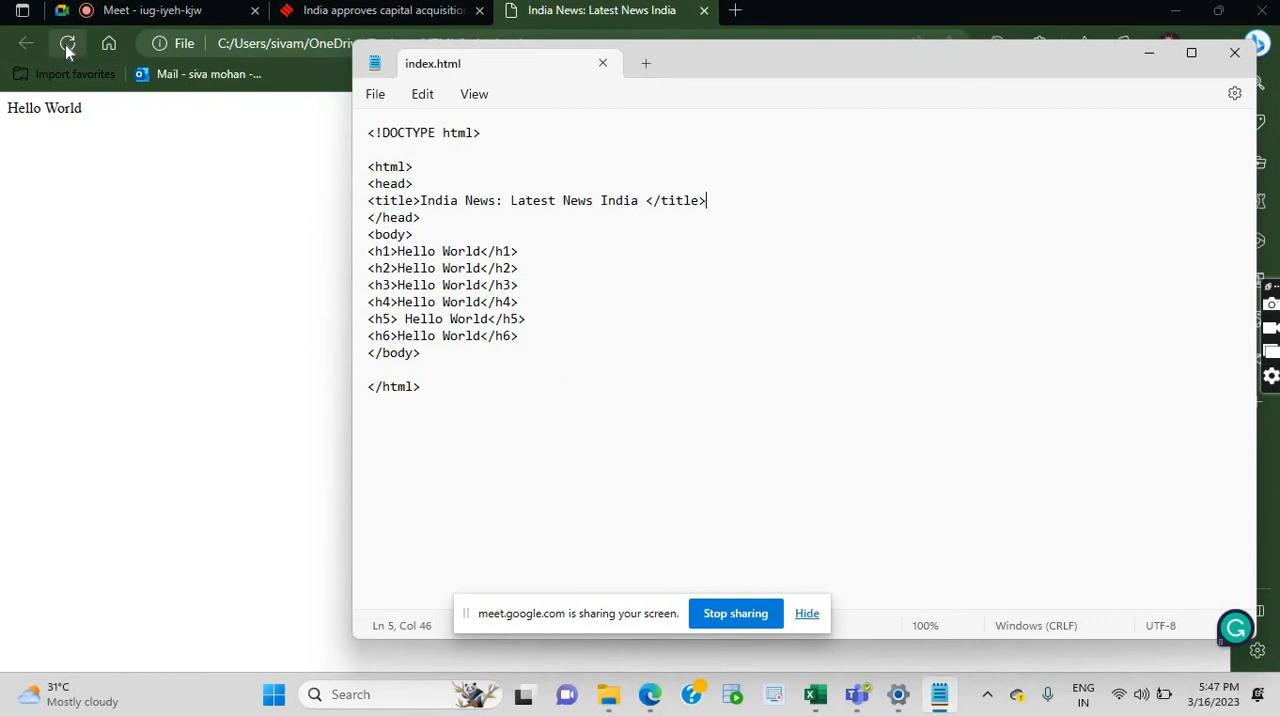 Meet - iug-iyeh-kjw
India approves capital acquisitio
India News: Latest News India
File
C:/Users/sivam/OneDriv
Import favorites
Mail - siva mohan -...
Hello World
index.html
File
Edit
View
<!DOCTYPE html>
<html>
<head>
<title>India News: Latest News India </title>
</head>
<body>
<h1>Hello World</h1>
<h2>Hello World</h2>
<h3>Hello World</h3>
<h4>Hello World</h4>
<h5> Hello World</h5>
<h6>Hello World</h6>
</body>
</html>
meet.google.com is sharing your screen.
Stop sharing
Hide
Ln 5, Col 46
100%
Windows (CRLF)
UTF-8
31°C
Mostly cloudy
Search
ENG
IN
5:47 PM
3/16/2023